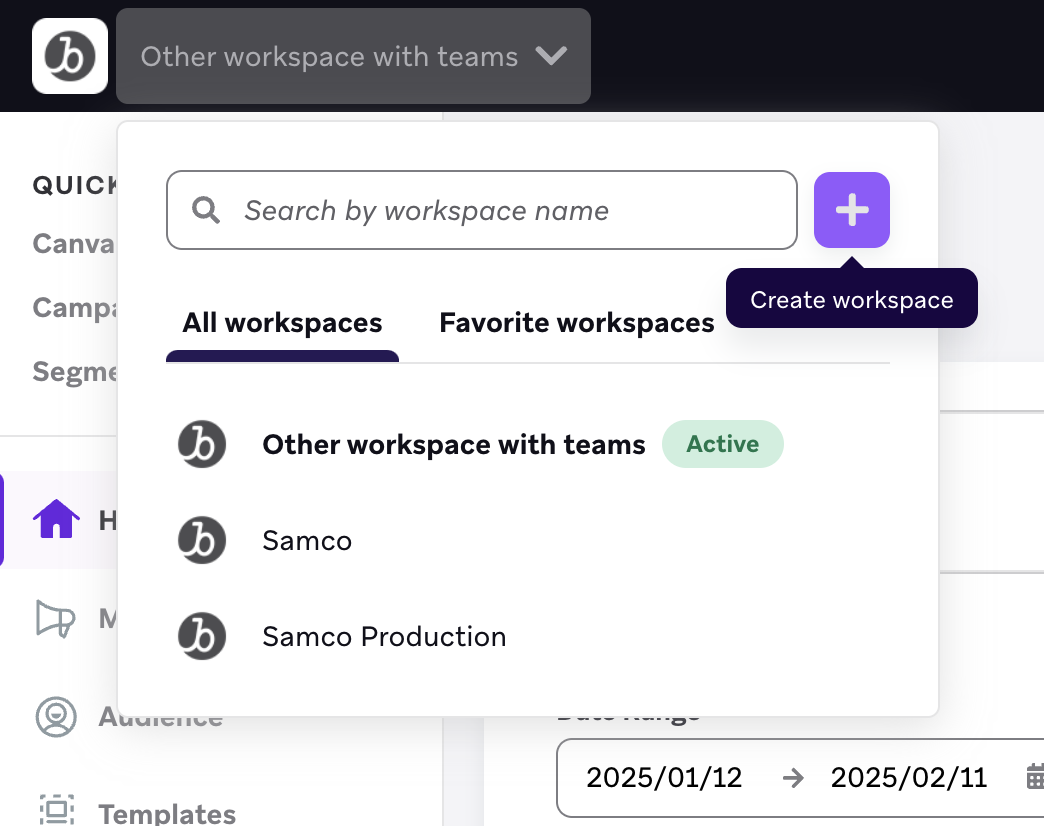 Other workspace with teams
QUICK
Search by workspace name
Canva
Create workspace
Campa
All workspaces
Favorite workspaces
Segme
Other workspace with teams
Active
H
Samco
M
Samco Production
Audience
Date Range
2025/01/12 → 2025/02/11
Templates